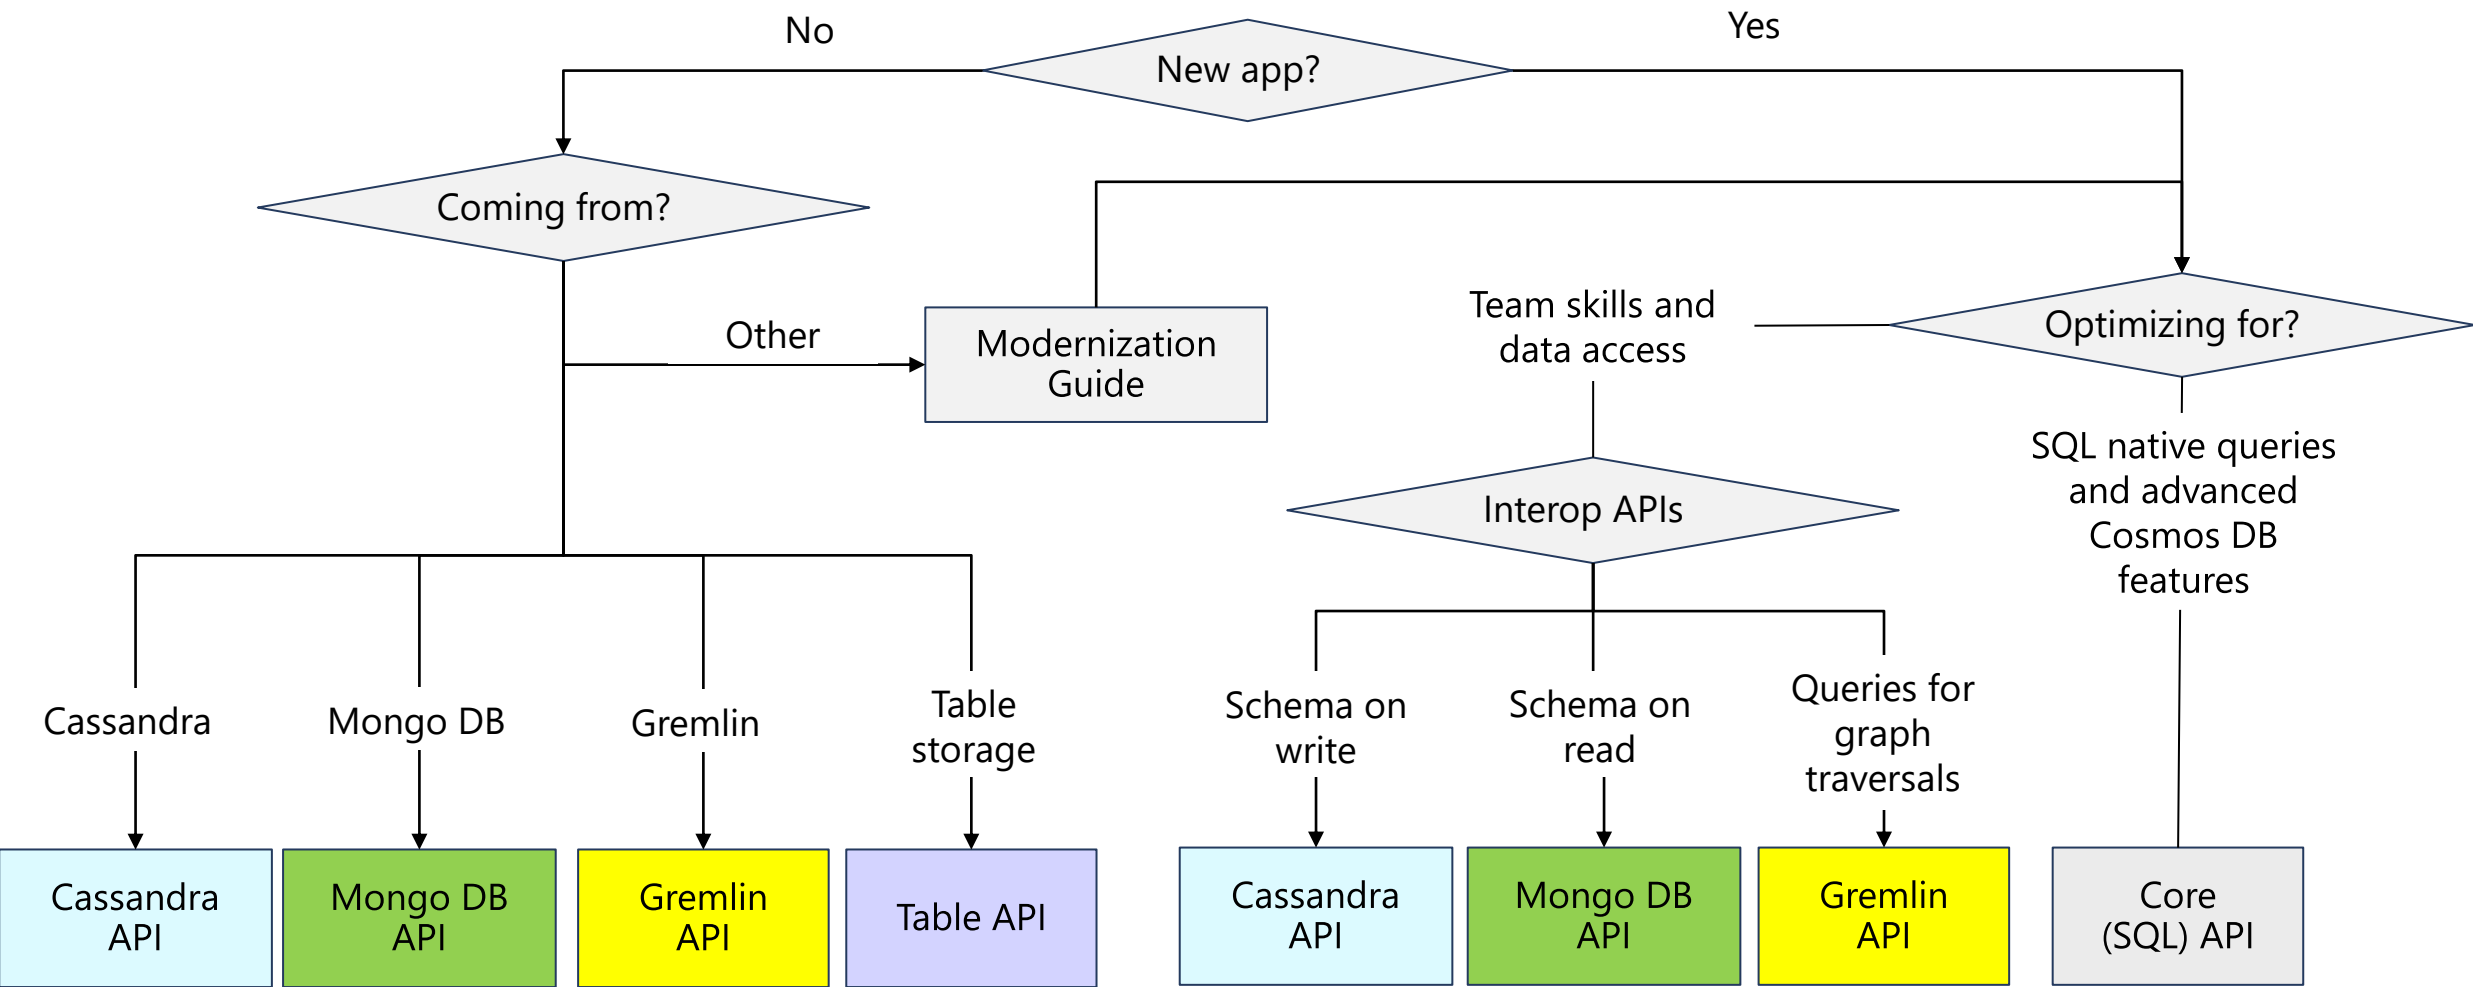 No
New app?
Yes
Coming from?
Other
Modernization
Guide
Team skills and
data access
Optimizing for?
SQL native queries
and advanced
Cosmos DB
features
Interop APIs
Cassandra
Mongo DB
Gremlin
Table
storage
Schema on
write
Schema on
read
Queries for
graph
traversals
Cassandra
API
Mongo DB
API
Gremlin
API
Table API
Cassandra
API
Mongo DB
API
Gremlin
API
Core
(SQL) API